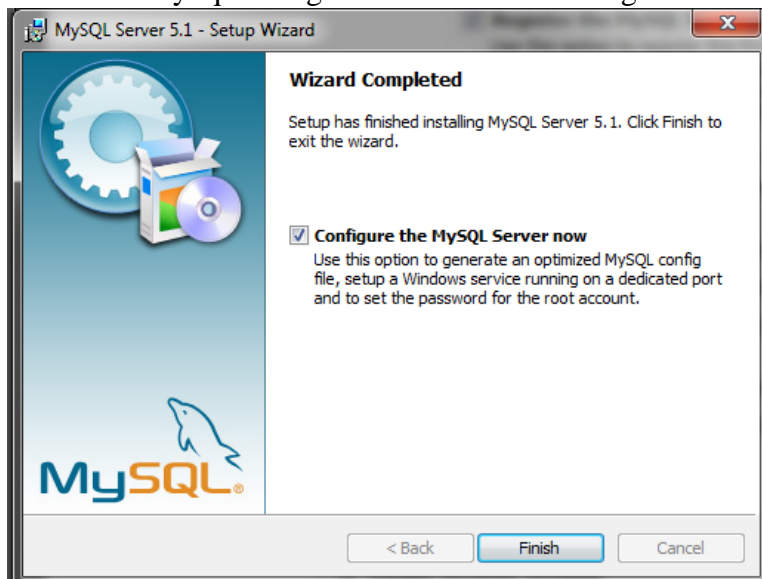 MySQL Server 5.1 - Setup Wizard
Wizard Completed
Setup has finished installing MySQL Server 5.1. Click Finish to
exit the wizard.
Configure the MySQL Server now
Use this option to generate an optimized MySQL config
file, setup a Windows service running on a dedicated port
and to set the password for the root account.
MySQL®
< Back
Finish
Cancel